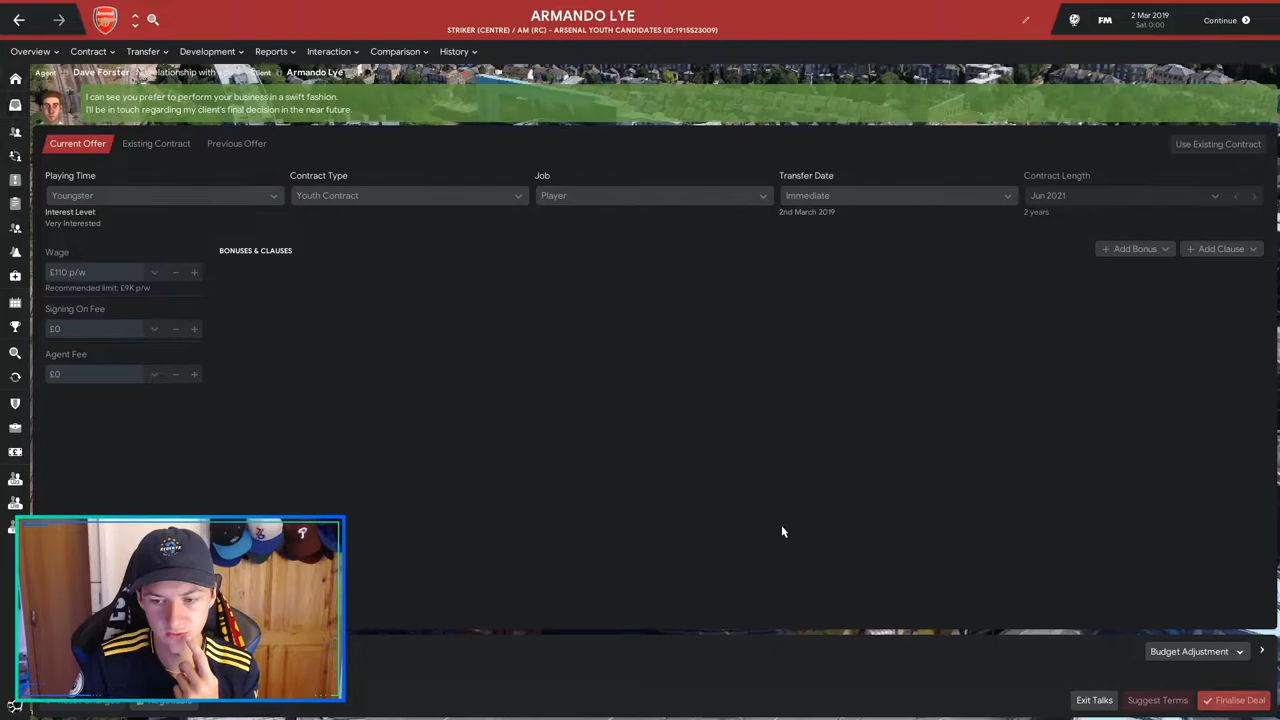 ARMANDO LYE
STRIKER (CENTRE) / AM (RC) - ARSENAL YOUTH CANDIDATES (ID:1915523009)
FM
2 Mar 2019
Sat 0:00
Continue
Overview
Contract
Transfer
Development
Reports
Interaction
Comparison
History
Agent
Dave Forster
relationship with
Client
Armando Lye
I can see you prefer to perform your business in a swift fashion.
I'll be in touch regarding my client's final decision in the near future.
Current Offer
Existing Contract
Previous Offer
Use Existing Contract
Playing Time
Contract Type
Job
Transfer Date
Contract Length
Youngster
Youth Contract
Player
Immediate
Jun 2021
Interest Level:
Very Interested
2nd March 2019
2 years
Wage
BONUSES & CLAUSES
Add Bonus
Add Clause
£110 p/w
Recommended limit: £9K p/w
Signing On Fee
£0
Agent Fee
£0
Budget Adjustment
Exit Talks
Suggest Terms
Finalise Deal